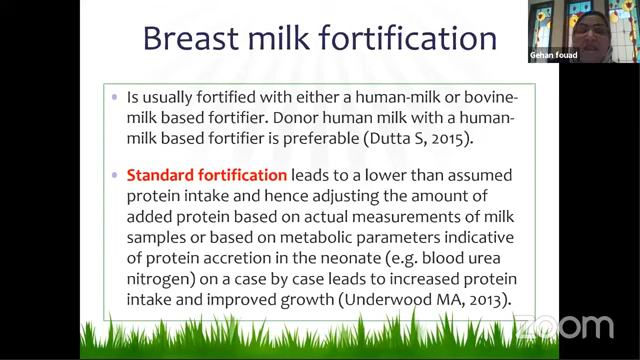 Breast milk fortification
Gehan fouad
• Is usually fortified with either a human-milk or bovine-
milk based fortifier. Donor human milk with a human-
milk based fortifier is preferable (Dutta S, 2015).
• Standard fortification leads to a lower than assumed
protein intake and hence adjusting the amount of
added protein based on actual measurements of milk
samples or based on metabolic parameters indicative
of protein accretion in the neonate (e.g. blood urea
nitrogen) on a case by case leads to increased protein
intake and improved growth (Underwood MA, 2013).
zoom